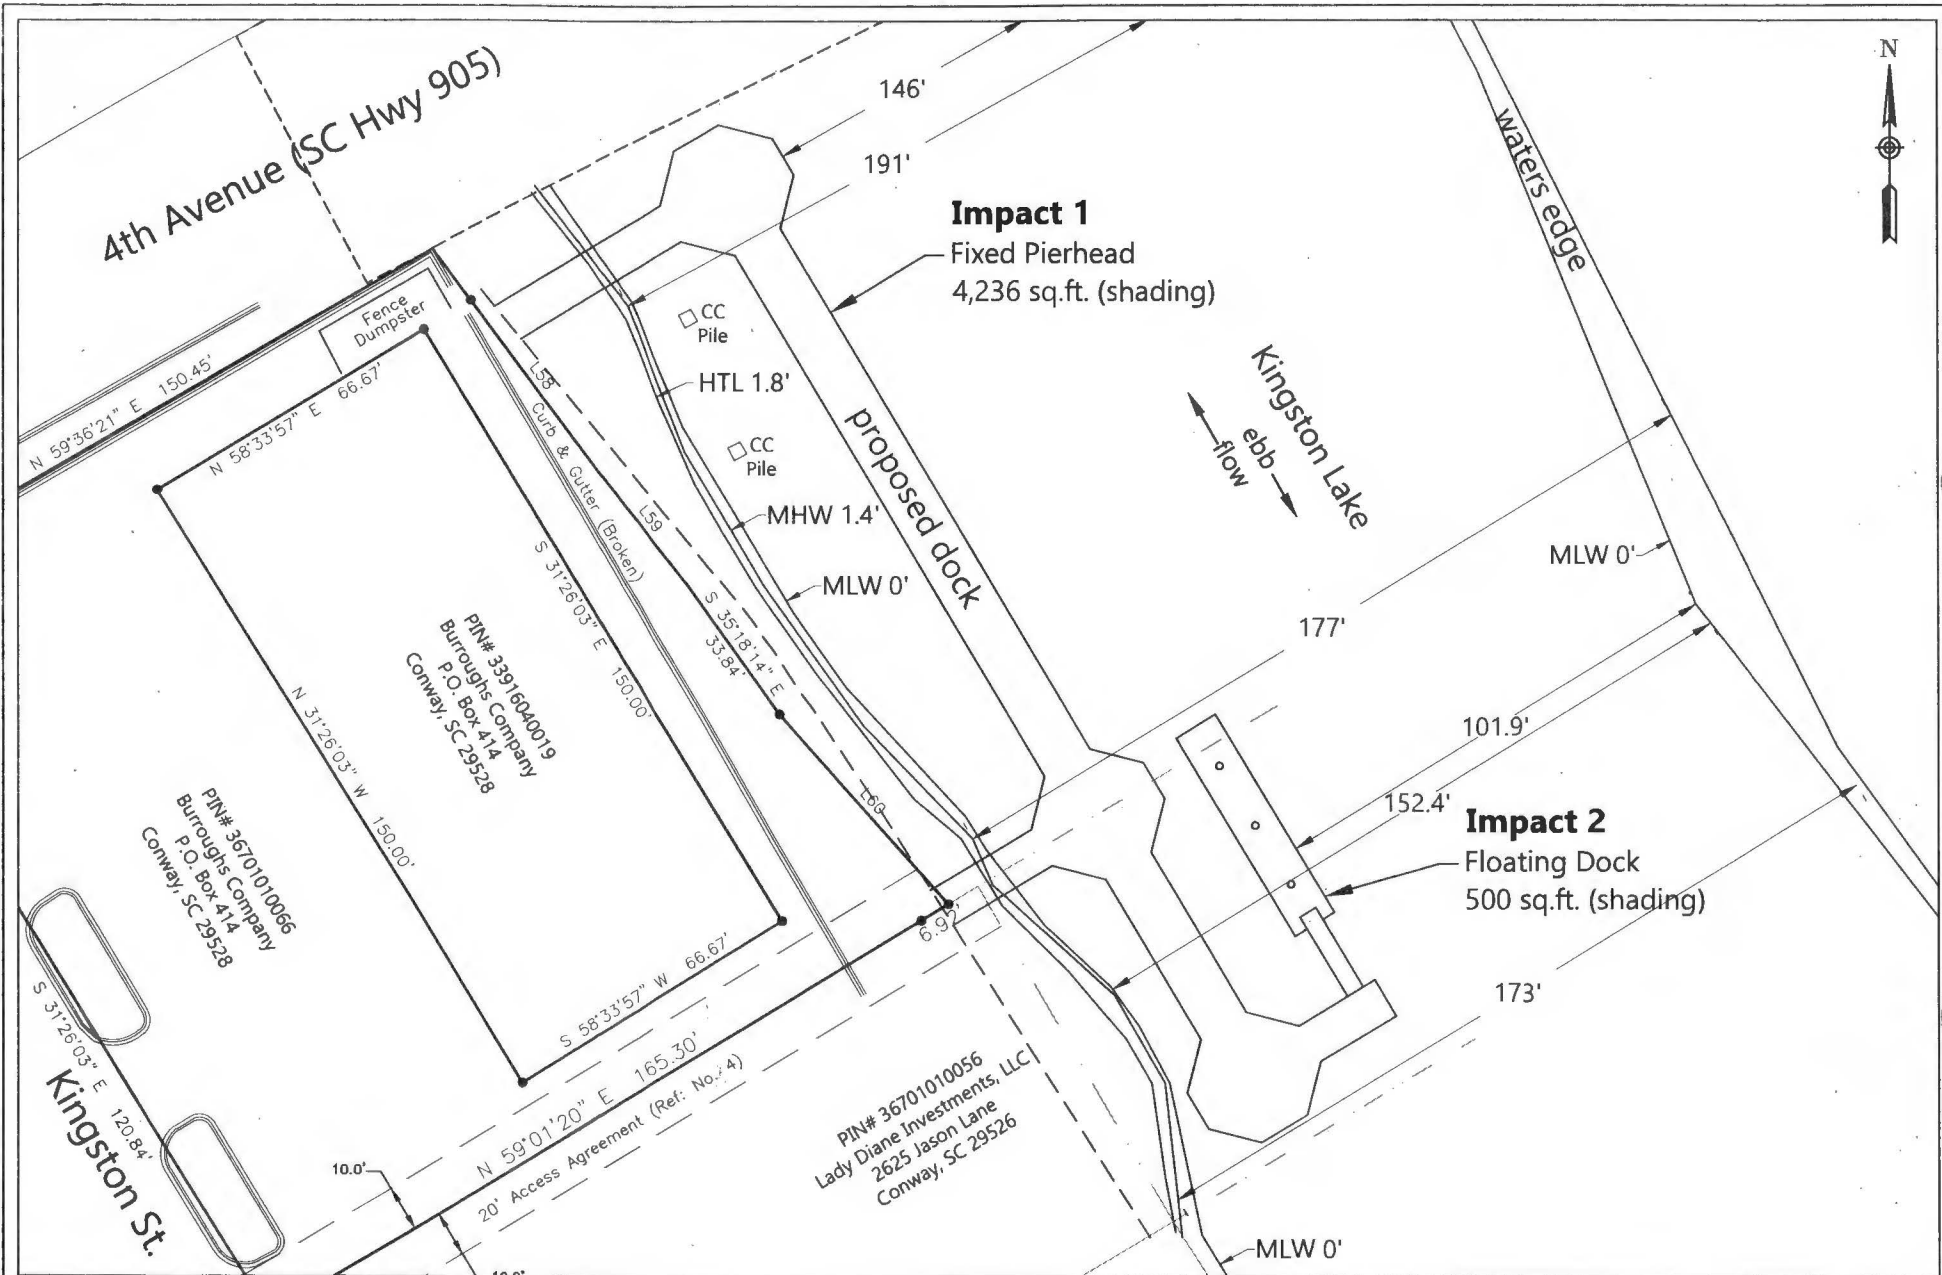 N
4th Avenue (SC Hwy 905)
146'
191'
Impact 1
Fixed Pierhead
4,236 sq.ft. (shading)
waters edge
Fence
Dumpster
N 59°36'21" E 150.45'
N 58°33'57" E 66.67'
CC
Pile
HTL 1.8'
L58
Curb & Gutter (Broken)
CC
Pile
MHW 1.4'
MLW 0'
proposed dock
Kingston Lake
ebb
flow
MLW 0'
L59
S 31°26'03" E 150.00'
S 35°18'14" E
33.84'
177'
PIN# 33916040019
Burroughs Company
P.O. Box 414
Conway, SC 29528
N 31°26'03" W 150.00'
L60
101.9'
152.4'
Impact 2
Floating Dock
500 sq.ft. (shading)
PIN# 36701010066
Burroughs Company
P.O. Box 414
Conway, SC 29528
6.92'
S 58°33'57" W 66.67'
173'
S 31°26'03" E 120.84'
Kingston St.
N 59°01'20" E 165.30'
20' Access Agreement (Ref: No. 4)
10.0'
PIN# 36701010056
Lady Diane Investments, LLC
2625 Jason Lane
Conway, SC 29526
MLW 0'